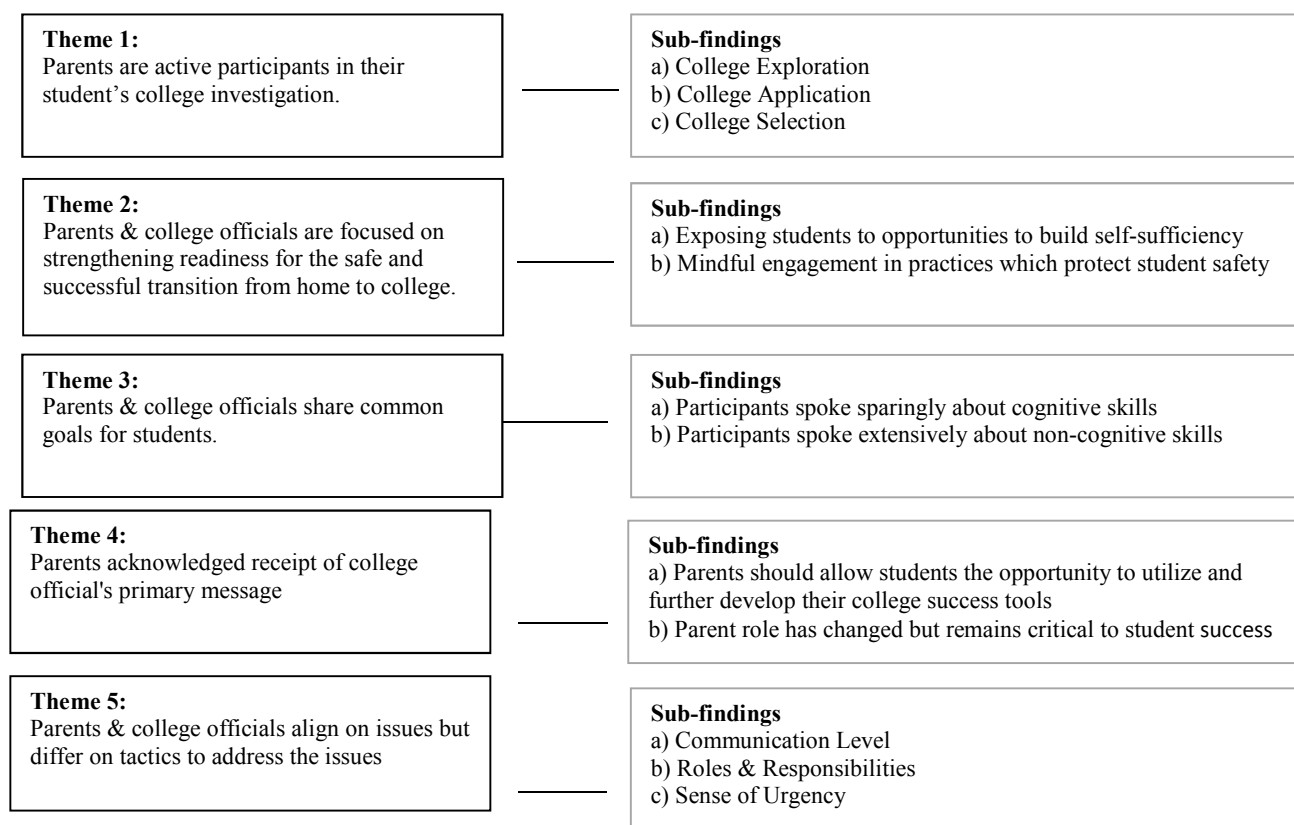 Theme 1:
Parents are active participants in their
student’s college investigation.
Sub-findings
a) College Exploration
b) College Application
c) College Selection
Theme 2:
Parents & college officials are focused on
strengthening readiness for the safe and
successful transition from home to college.
Sub-findings
a) Exposing students to opportunities to build self-sufficiency
b) Mindful engagement in practices which protect student safety
Theme 3:
Parents & college officials share common
goals for students.
Sub-findings
a) Participants spoke sparingly about cognitive skills
b) Participants spoke extensively about non-cognitive skills
Theme 4:
Parents acknowledged receipt of college
official's primary message
Sub-findings
a) Parents should allow students the opportunity to utilize and
further develop their college success tools
b) Parent role has changed but remains critical to student success
Theme 5:
Parents & college officials align on issues but
differ on tactics to address the issues
Sub-findings
a) Communication Level
b) Roles & Responsibilities
c) Sense of Urgency